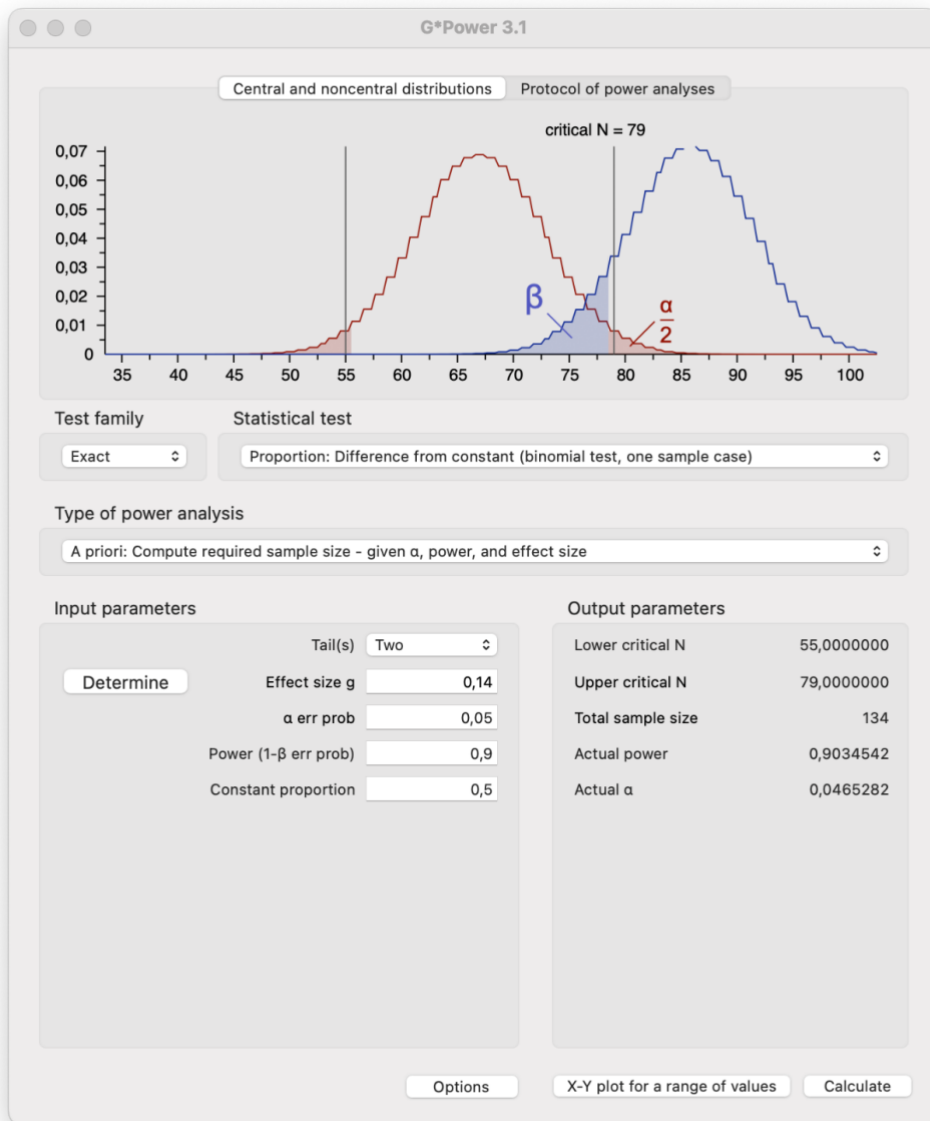 G*Power 3.1
Central and noncentral distributions
Protocol of power analyses
critical N = 79
0,07
0,06
0,05
0,04
0,03
0,02
0,01
0
β
α
2
35 40 45 50 55 60 65 70 75 80 85 90 95 100
Test family
Statistical test
Exact
Proportion: Difference from constant (binomial test, one sample case)
Type of power analysis
A priori: Compute required sample size - given α, power, and effect size
Input parameters
Tail(s) Two
Determine
Effect size g 0,14
α err prob 0,05
Power (1-β err prob) 0,9
Constant proportion 0,5
Output parameters
Lower critical N 55,0000000
Upper critical N 79,0000000
Total sample size 134
Actual power 0,9034542
Actual α 0,0465282
Options
X-Y plot for a range of values
Calculate